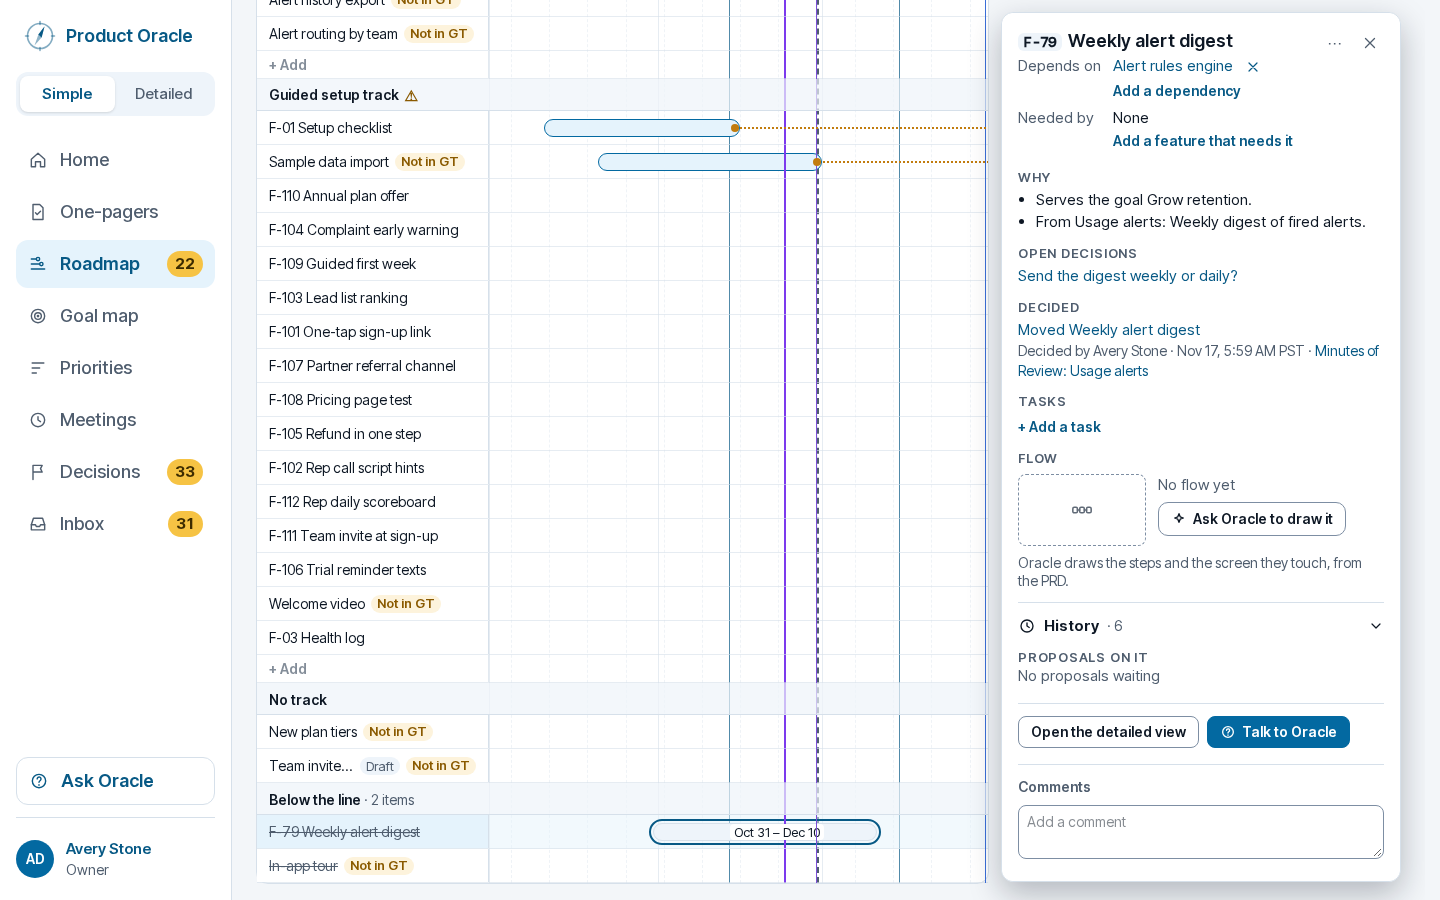 Product Oracle
Simple
Detailed
Home
One-pagers
Roadmap 22
Goal map
Priorities
Meetings
Decisions 33
Inbox 31
Ask Oracle
AD
Avery Stone
Owner
Alert history export Not in GT
Alert routing by team Not in GT
+ Add
Guided setup track
F-01 Setup checklist
Sample data import Not in GT
F-110 Annual plan offer
F-104 Complaint early warning
F-109 Guided first week
F-103 Lead list ranking
F-101 One-tap sign-up link
F-107 Partner referral channel
F-108 Pricing page test
F-105 Refund in one step
F-102 Rep call script hints
F-112 Rep daily scoreboard
F-111 Team invite at sign-up
F-106 Trial reminder texts
Welcome video Not in GT
F-03 Health log
+ Add
No track
New plan tiers Not in GT
Team invite... Draft Not in GT
Below the line · 2 items
F-79 Weekly alert digest
Oct 31 – Dec 10
In-app tour Not in GT
F-79 Weekly alert digest
Depends on Alert rules engine
Add a dependency
Needed by None
Add a feature that needs it
WHY
• Serves the goal Grow retention.
• From Usage alerts: Weekly digest of fired alerts.
OPEN DECISIONS
Send the digest weekly or daily?
DECIDED
Moved Weekly alert digest
Decided by Avery Stone · Nov 17, 5:59 AM PST · Minutes of
Review: Usage alerts
TASKS
+ Add a task
FLOW
No flow yet
Ask Oracle to draw it
Oracle draws the steps and the screen they touch, from
the PRD.
History · 6
PROPOSALS ON IT
No proposals waiting
Open the detailed view
Talk to Oracle
Comments
Add a comment